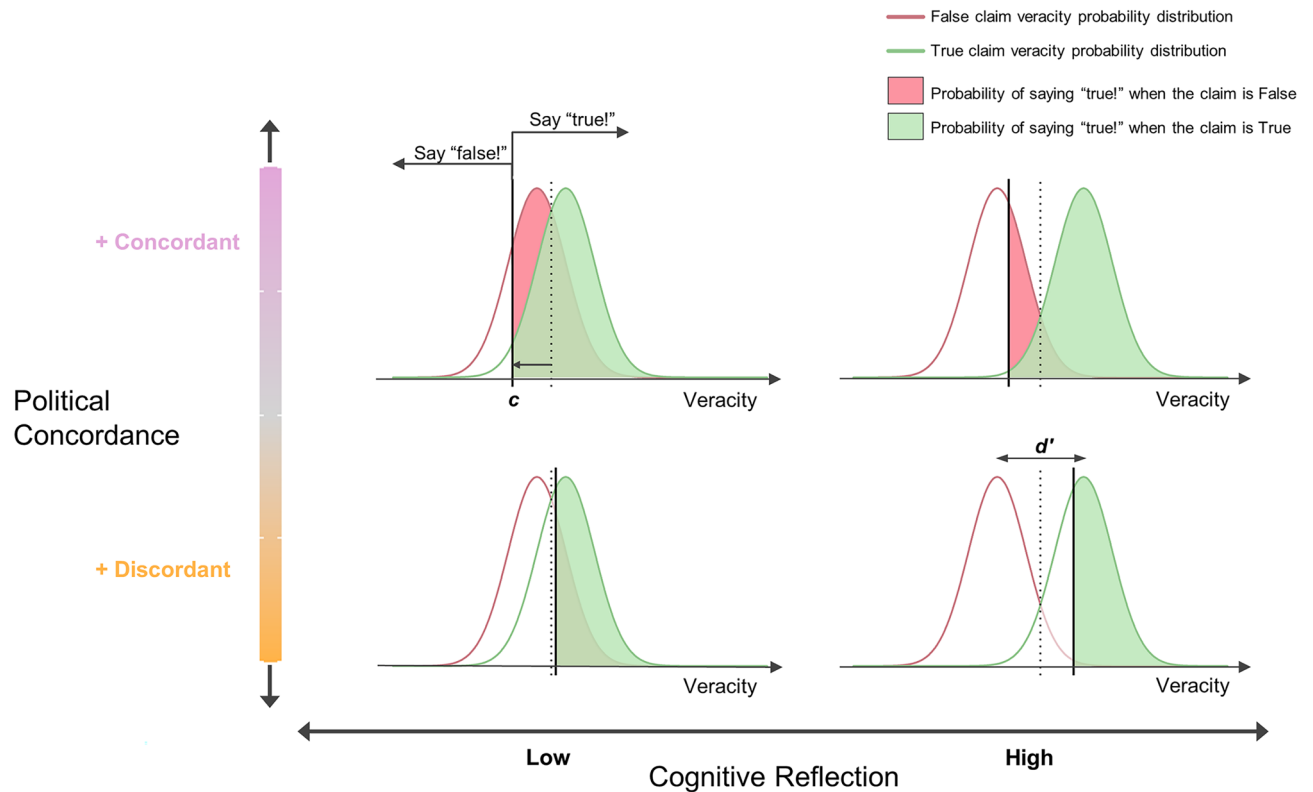 False claim veracity probability distribution
True claim veracity probability distribution
Probability of saying “true!” when the claim is False
Probability of saying “true!” when the claim is True
Say “true!”
Say “false!”
+ Concordant
c
Veracity
Veracity
Political
Concordance
d′
+ Discordant
Veracity
Veracity
Low
High
Cognitive Reflection